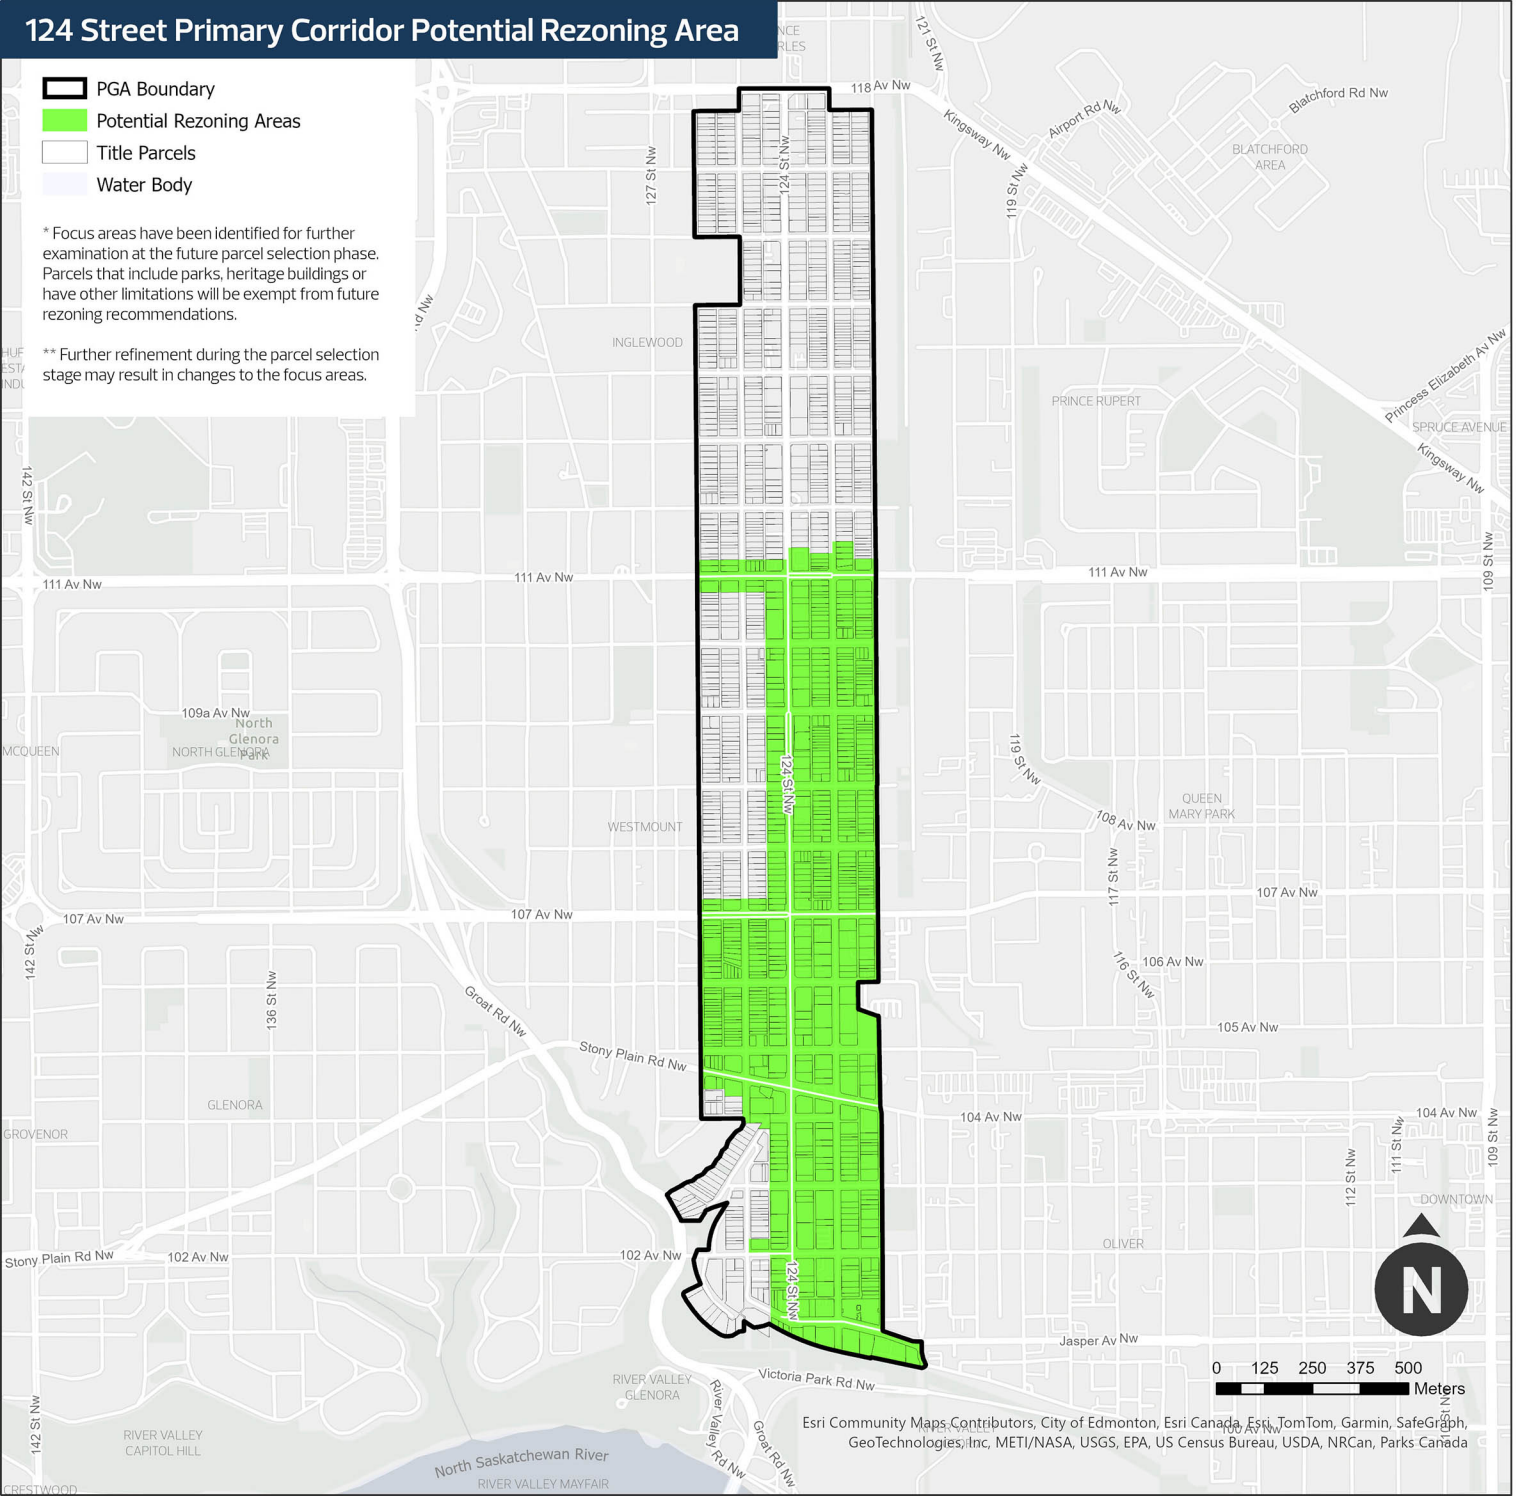 124 Street Primary Corridor Potential Rezoning Area
PGA Boundary
Potential Rezoning Areas
Title Parcels
Water Body
* Focus areas have been identified for further
examination at the future parcel selection phase.
Parcels that include parks, heritage buildings or
have other limitations will be exempt from future
rezoning recommendations.
** Further refinement during the parcel selection
stage may result in changes to the focus areas.
NCE
RLES
121 St Nw
118 Av Nw
Kingsway Nw
Airport Rd Nw
Blatchford Rd Nw
BLATCHFORD
AREA
127 St Nw
124 St Nw
119 St Nw
Rd Nw
INGLEWOOD
HUF
ESTA
INDU
PRINCE RUPERT
Princess Elizabeth Av Nw
SPRUCE AVENUE
Kingsway Nw
142 St Nw
109 St Nw
111 Av Nw
111 Av Nw
111 Av Nw
109a Av Nw
North
Glenora
Park
NORTH GLENORA
MCQUEEN
119 St Nw
124 St Nw
WESTMOUNT
QUEEN
MARY PARK
108 Av Nw
117 St Nw
107 Av Nw
107 Av Nw
107 Av Nw
142 St Nw
136 St Nw
Groat Rd Nw
116 St Nw
106 Av Nw
105 Av Nw
Stony Plain Rd Nw
GLENORA
GROVENOR
104 Av Nw
104 Av Nw
111 St Nw
109 St Nw
112 St Nw
DOWNTOWN
Stony Plain Rd Nw
102 Av Nw
102 Av Nw
124 St Nw
OLIVER
N
Jasper Av Nw
0 125 250 375 500
Meters
Victoria Park Rd Nw
RIVER VALLEY
GLENORA
River Valley Rd Nw
Groat Rd Nw
142 St Nw
RIVER VALLEY
CAPITOL HILL
North Saskatchewan River
RIVER VALLEY MAYFAIR
CRESTWOOD
RIVER VALLEY
100 Av Nw
Esri Community Maps Contributors, City of Edmonton, Esri Canada, Esri, TomTom, Garmin, SafeGraph,
GeoTechnologies, Inc, METI/NASA, USGS, EPA, US Census Bureau, USDA, NRCan, Parks Canada